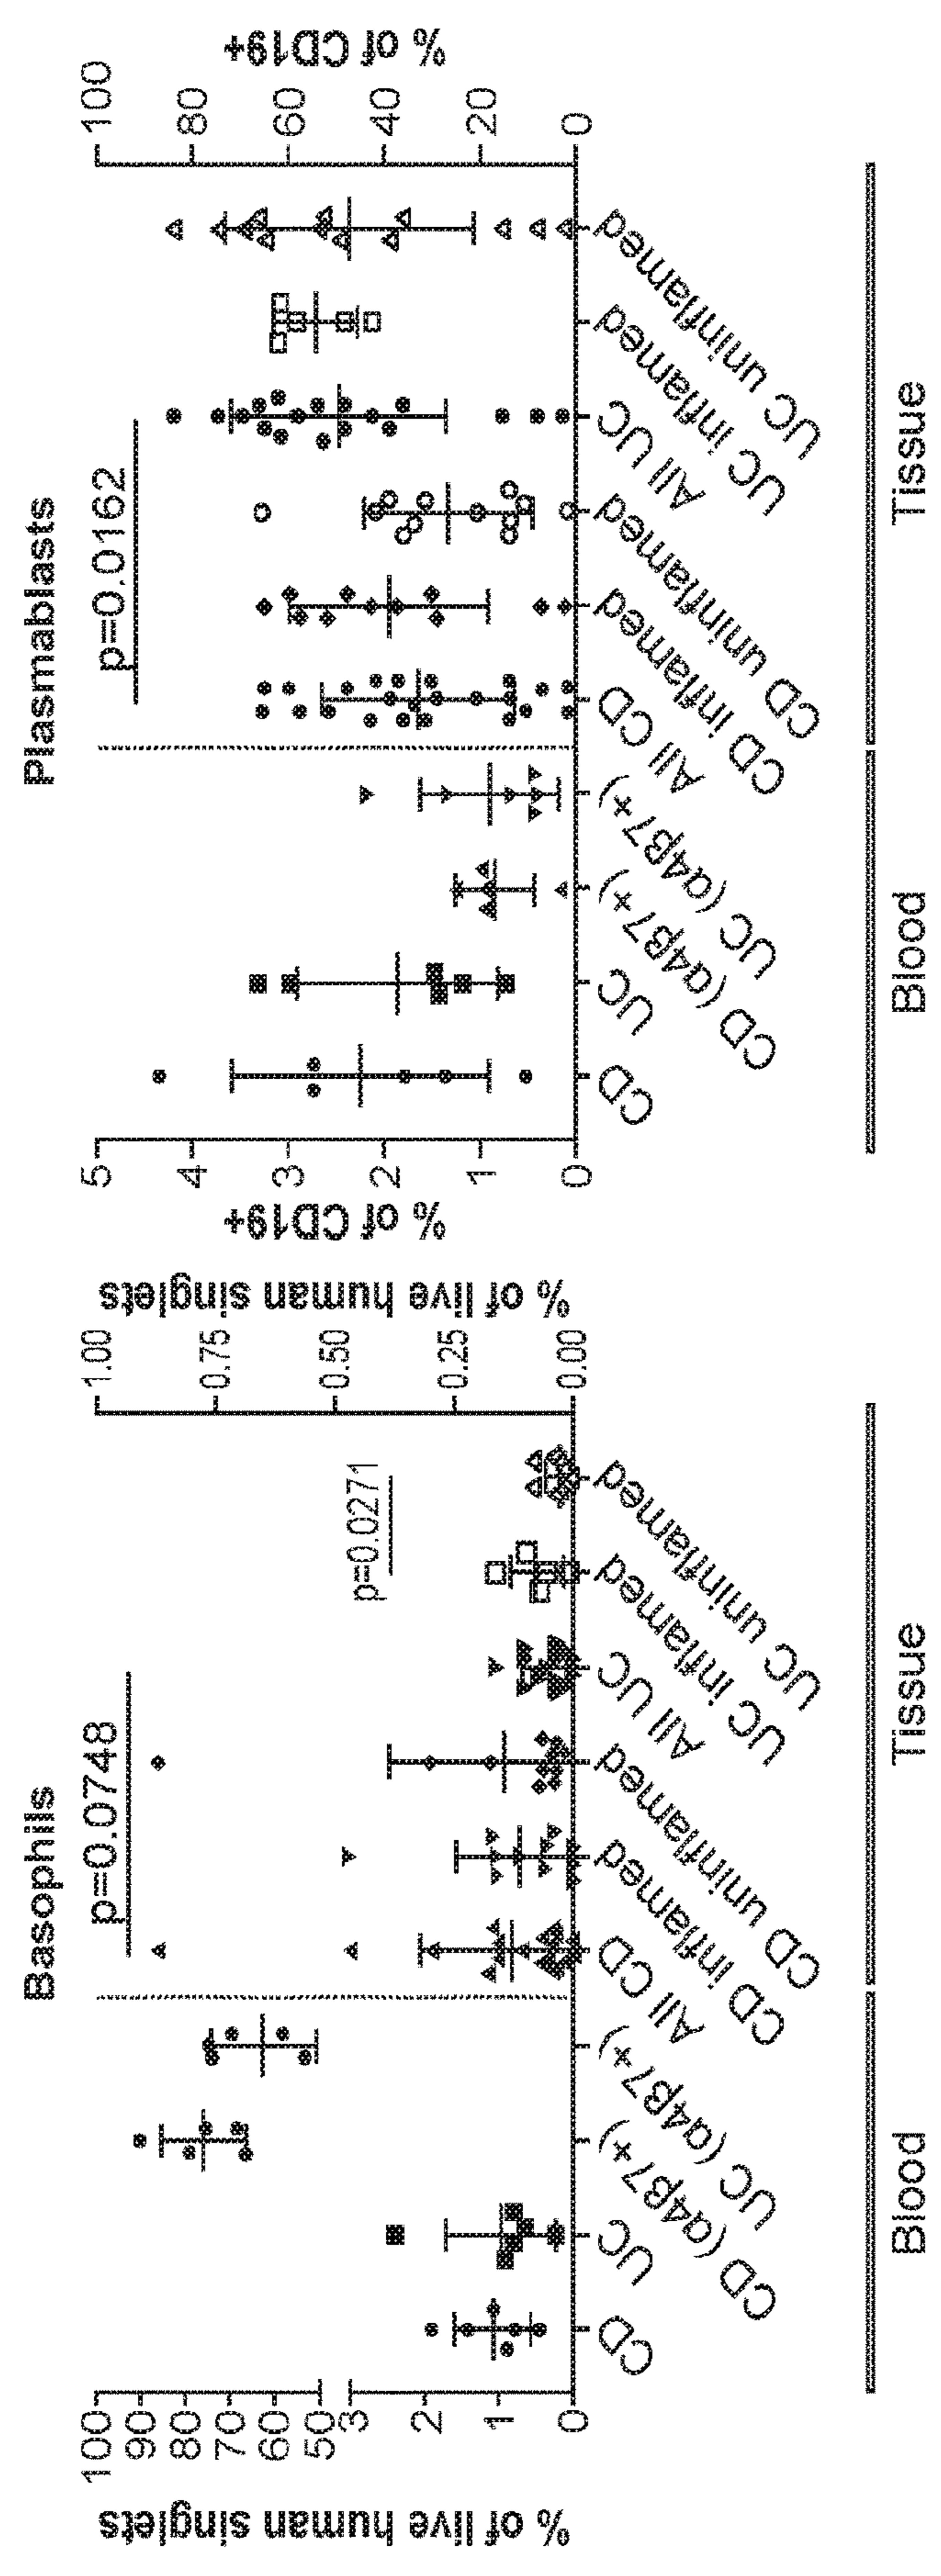 Basophils
p=0.0748
p=0.0271
% of live human singlets
100
90
80
70
60
50
3
2
1
0
1.00
0.75
0.50
0.25
0.00
% of live human singlets
CD
UC
CD (α4β7+)
UC (α4β7+)
All CD
CD inflamed
CD uninflamed
All UC
UC inflamed
UC uninflamed
Blood
Tissue
Plasmablasts
p=0.0162
% of CD19+
5
4
3
2
1
0
100
80
60
40
20
0
% of CD19+
CD
UC
CD (α4β7+)
UC (α4β7+)
All CD
CD inflamed
CD uninflamed
All UC
UC inflamed
UC uninflamed
Blood
Tissue